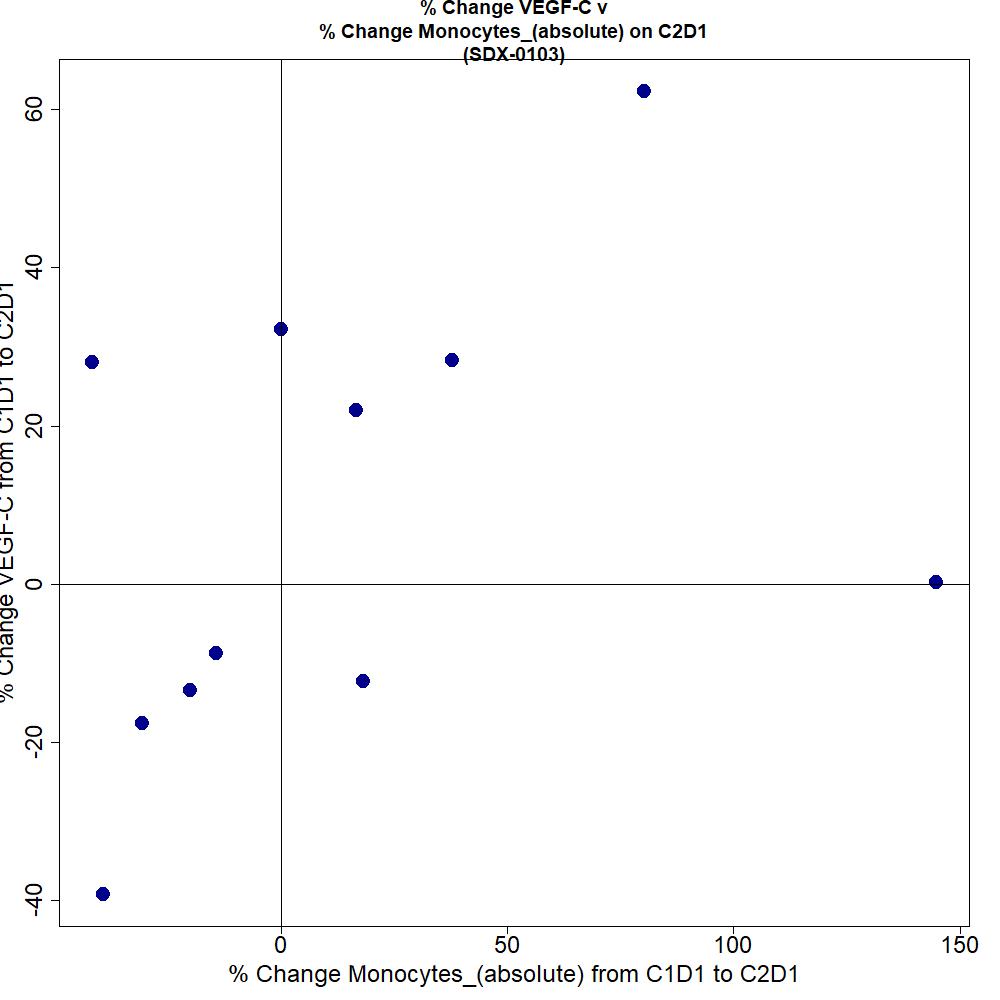 % Change VEGF-C v
% Change Monocytes_(absolute) on C2D1
(SDX-0103)
% Change VEGF-C from C1D1 to C2D1
60
40
20
0
-20
-40
0
50
100
150
% Change Monocytes_(absolute) from C1D1 to C2D1